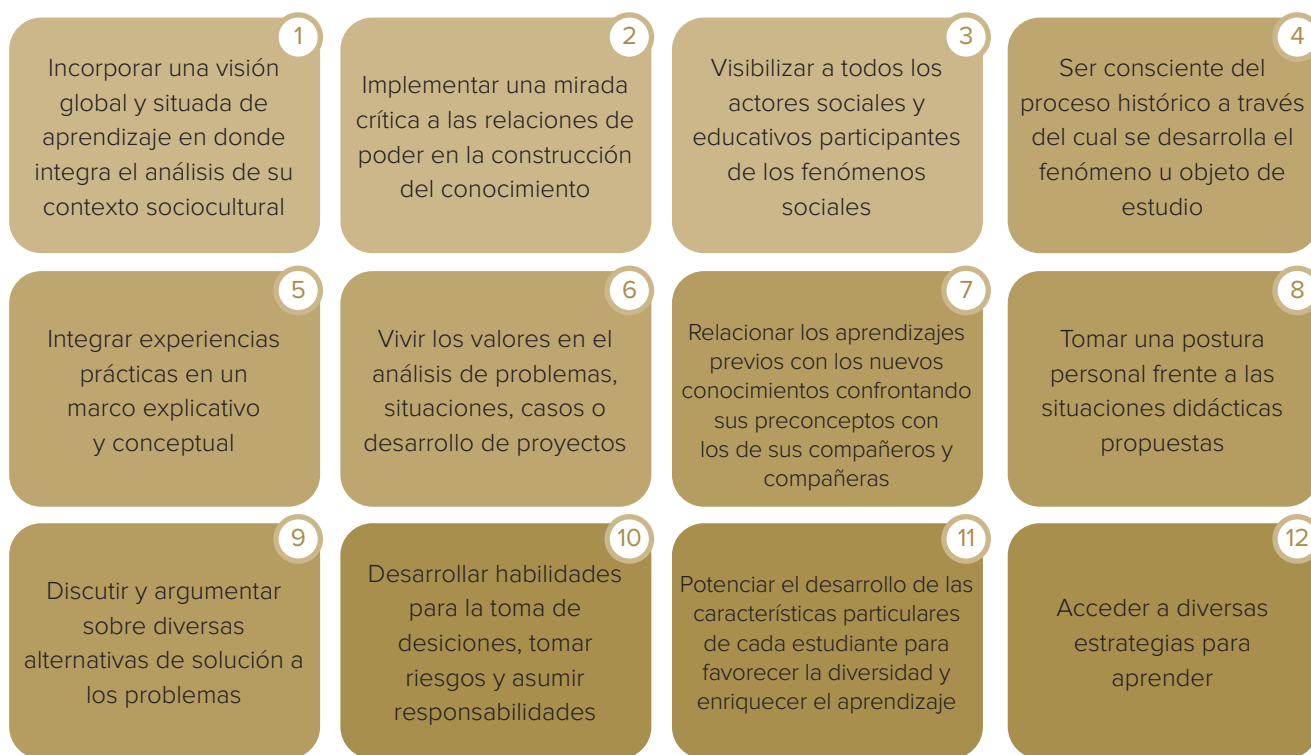 1
Incorporar una visión
global y situada de
aprendizaje en donde
integra el análisis de su
contexto sociocultural
2
Implementar una mirada
crítica a las relaciones de
poder en la construcción
del conocimiento
3
Visibilizar a todos los
actores sociales y
educativos participantes
de los fenómenos
sociales
4
Ser consciente del
proceso histórico a través
del cual se desarrolla el
fenómeno u objeto de
estudio
5
Integrar experiencias
prácticas en un
marco explicativo
y conceptual
6
Vivir los valores en el
análisis de problemas,
situaciones, casos o
desarrollo de proyectos
7
Relacionar los aprendizajes
previos con los nuevos
conocimientos confrontando
sus preconceptos con
los de sus compañeros y
compañeras
8
Tomar una postura
personal frente a las
situaciones didácticas
propuestas
9
Discutir y argumentar
sobre diversas
alternativas de solución a
los problemas
10
Desarrollar habilidades
para la toma de
desiciones, tomar
riesgos y asumir
responsabilidades
11
Potenciar el desarrollo de las
características particulares
de cada estudiante para
favorecer la diversidad y
enriquecer el aprendizaje
12
Acceder a diversas
estrategias para
aprender